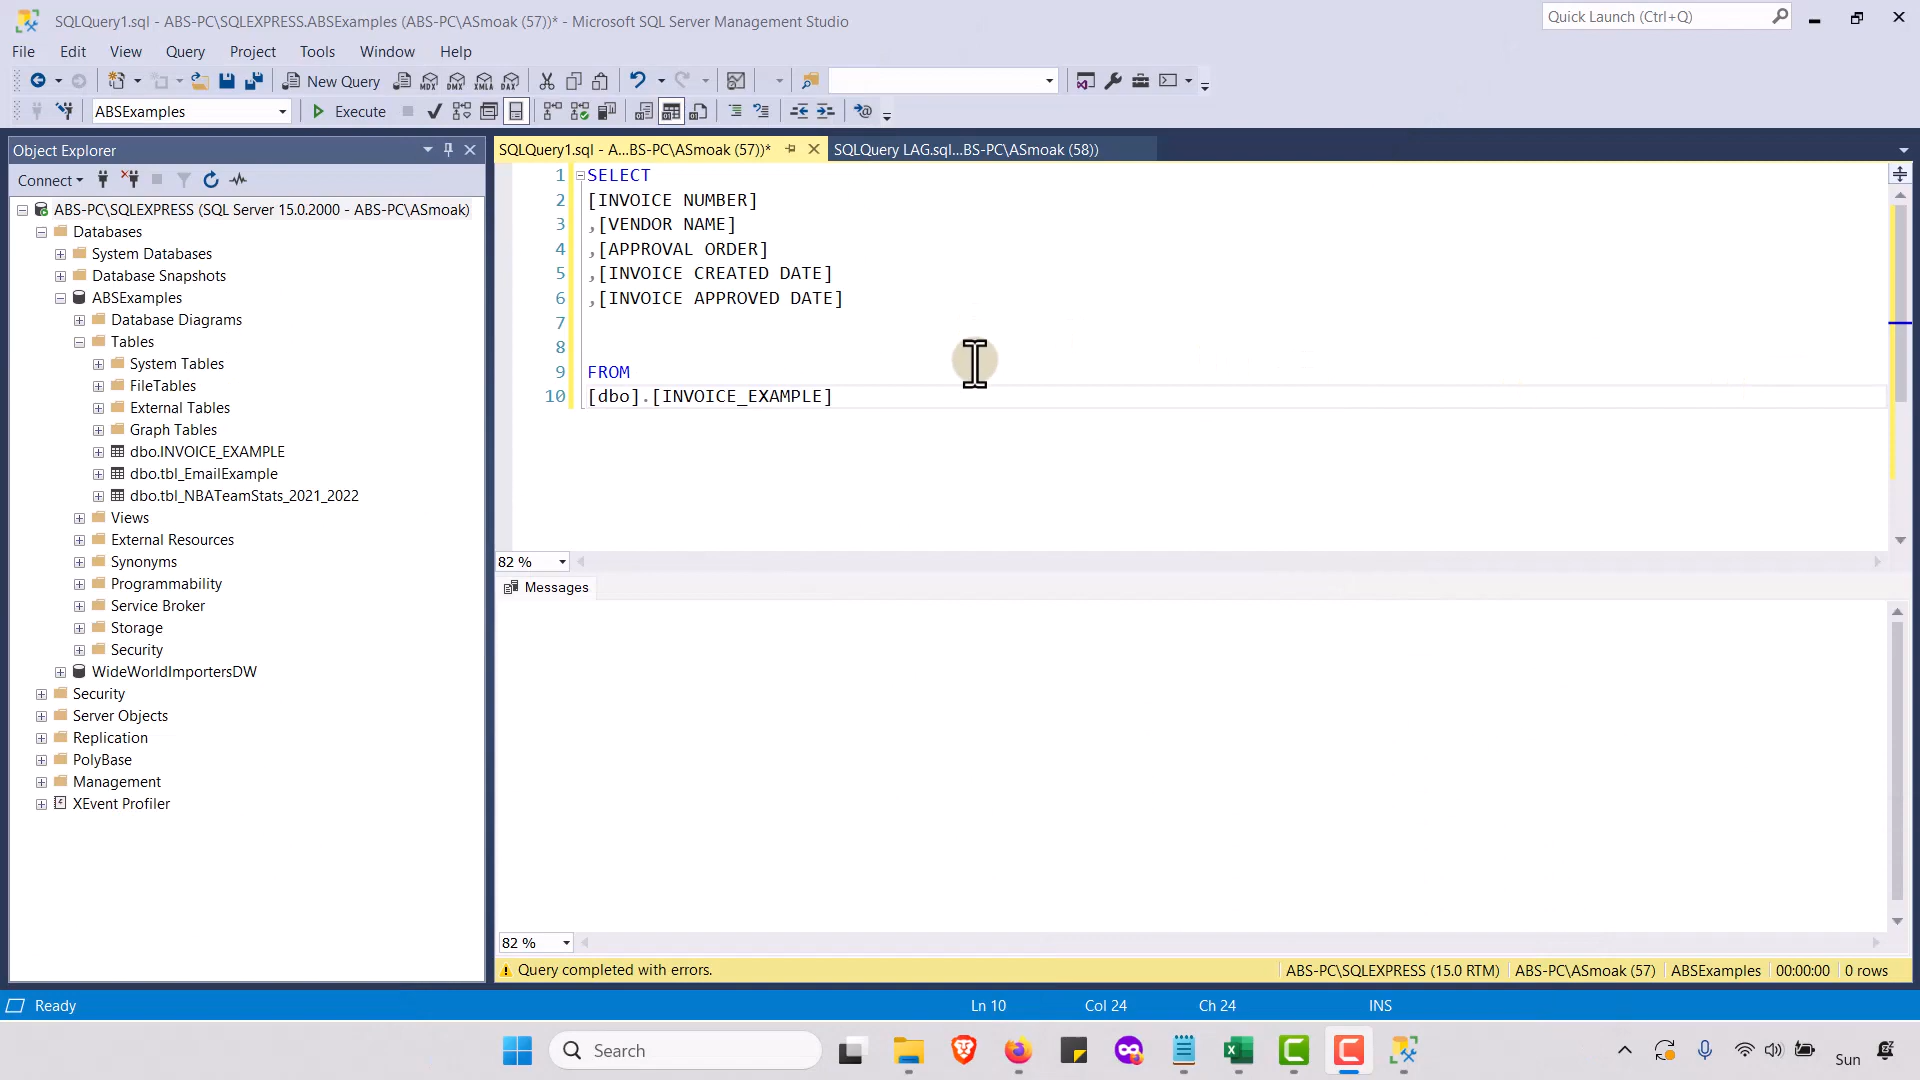 SQLQuery1.sql - ABS-PC\SQLEXPRESS.ABSExamples (ABS-PC\ASmoak (57))* - Microsoft SQL Server Management Studio
Quick Launch (Ctrl+Q)
File Edit View Query Project Tools Window Help
New Query MDX DMX XMLA DAX
ABSExamples Execute
Object Explorer
Connect
ABS-PC\SQLEXPRESS (SQL Server 15.0.2000 - ABS-PC\ASmoak)
Databases
System Databases
Database Snapshots
ABSExamples
Database Diagrams
Tables
System Tables
FileTables
External Tables
Graph Tables
dbo.INVOICE_EXAMPLE
dbo.tbl_EmailExample
dbo.tbl_NBATeamStats_2021_2022
Views
External Resources
Synonyms
Programmability
Service Broker
Storage
Security
WideWorldImportersDW
Security
Server Objects
Replication
PolyBase
Management
XEvent Profiler
SQLQuery1.sql - A...BS-PC\ASmoak (57))* SQLQuery LAG.sql...BS-PC\ASmoak (58))
1 SELECT
2 [INVOICE NUMBER]
3 ,[VENDOR NAME]
4 ,[APPROVAL ORDER]
5 ,[INVOICE CREATED DATE]
6 ,[INVOICE APPROVED DATE]
7
8
9 FROM
10 [dbo].[INVOICE_EXAMPLE]
82 %
Messages
82 %
Query completed with errors. ABS-PC\SQLEXPRESS (15.0 RTM) ABS-PC\ASmoak (57) ABSExamples 00:00:00 0 rows
Ready Ln 10 Col 24 Ch 24 INS
Search
Sun